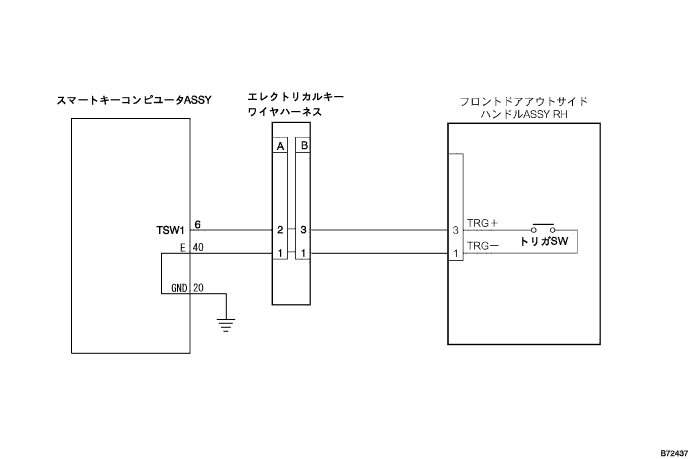 スマートキーコンピュータASSY
エレクトリカルキー
ワイヤハーネス
フロントドアアウトサイド
ハンドルASSY RH
A
B
TSW1
6
2
3
3
TRG+
トリガSW
E
40
1
1
1
TRG−
GND
20
B72437